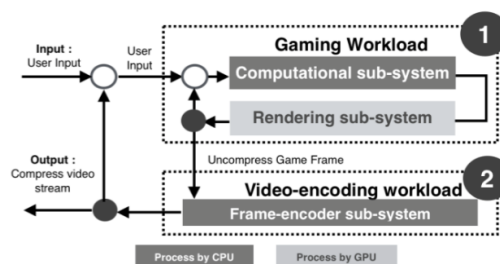 1
Gaming Workload
Input :
User Input
User
Input
Computational sub-system
Rendering sub-system
Output :
Compress video
stream
Uncompress Game Frame
2
Video-encoding workload
Frame-encoder sub-system
Process by CPU
Process by GPU